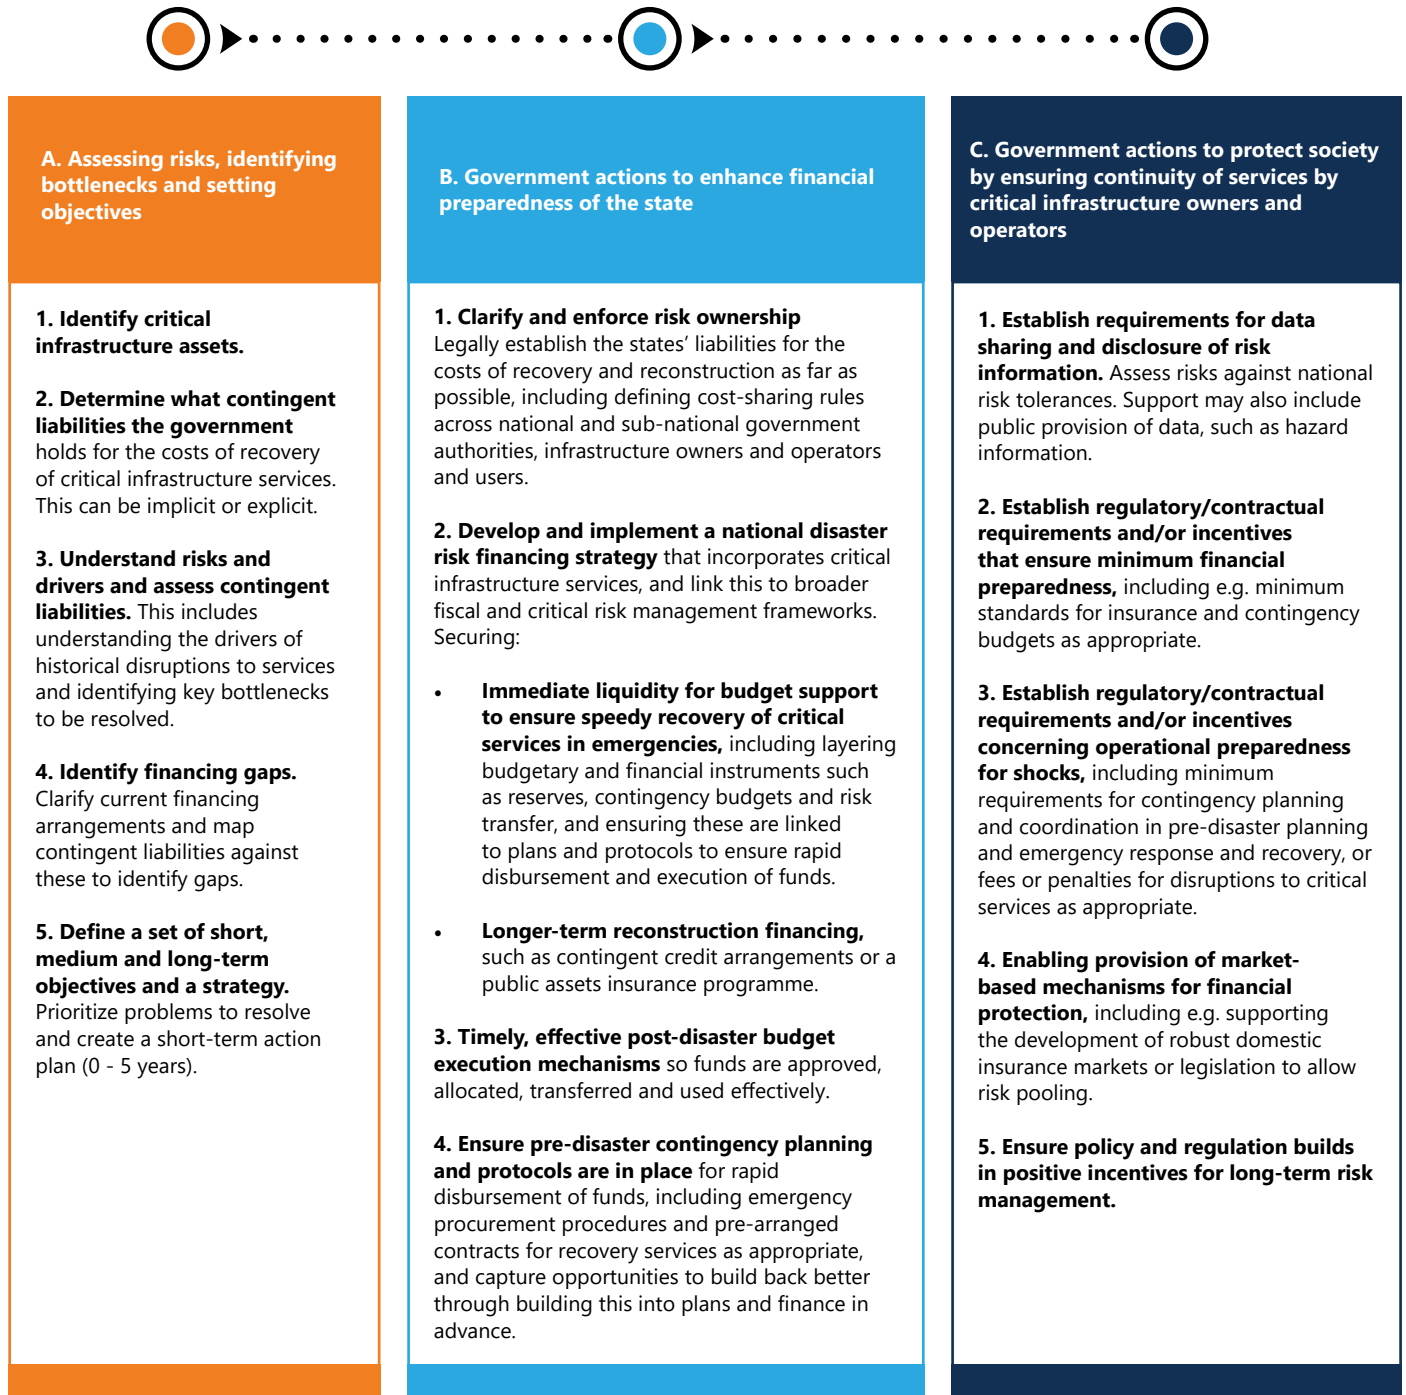 A. Assessing risks, identifying
bottlenecks and setting
objectives
1. Identify critical
infrastructure assets.
2. Determine what contingent
liabilities the government
holds for the costs of recovery
of critical infrastructure services.
This can be implicit or explicit.
3. Understand risks and
drivers and assess contingent
liabilities. This includes
understanding the drivers of
historical disruptions to services
and identifying key bottlenecks
to be resolved.
4. Identify financing gaps.
Clarify current financing
arrangements and map
contingent liabilities against
these to identify gaps.
5. Define a set of short,
medium and long-term
objectives and a strategy.
Prioritize problems to resolve
and create a short-term action
plan (0 - 5 years).
B. Government actions to enhance financial
preparedness of the state
1. Clarify and enforce risk ownership
Legally establish the states’ liabilities for the
costs of recovery and reconstruction as far as
possible, including defining cost-sharing rules
across national and sub-national government
authorities, infrastructure owners and operators
and users.
2. Develop and implement a national disaster
risk financing strategy that incorporates critical
infrastructure services, and link this to broader
fiscal and critical risk management frameworks.
Securing:
• Immediate liquidity for budget support
to ensure speedy recovery of critical
services in emergencies, including layering
budgetary and financial instruments such
as reserves, contingency budgets and risk
transfer, and ensuring these are linked
to plans and protocols to ensure rapid
disbursement and execution of funds.
• Longer-term reconstruction financing,
such as contingent credit arrangements or a
public assets insurance programme.
3. Timely, effective post-disaster budget
execution mechanisms so funds are approved,
allocated, transferred and used effectively.
4. Ensure pre-disaster contingency planning
and protocols are in place for rapid
disbursement of funds, including emergency
procurement procedures and pre-arranged
contracts for recovery services as appropriate,
and capture opportunities to build back better
through building this into plans and finance in
advance.
C. Government actions to protect society
by ensuring continuity of services by
critical infrastructure owners and
operators
1. Establish requirements for data
sharing and disclosure of risk
information. Assess risks against national
risk tolerances. Support may also include
public provision of data, such as hazard
information.
2. Establish regulatory/contractual
requirements and/or incentives
that ensure minimum financial
preparedness, including e.g. minimum
standards for insurance and contingency
budgets as appropriate.
3. Establish regulatory/contractual
requirements and/or incentives
concerning operational preparedness
for shocks, including minimum
requirements for contingency planning
and coordination in pre-disaster planning
and emergency response and recovery, or
fees or penalties for disruptions to critical
services as appropriate.
4. Enabling provision of market-
based mechanisms for financial
protection, including e.g. supporting
the development of robust domestic
insurance markets or legislation to allow
risk pooling.
5. Ensure policy and regulation builds
in positive incentives for long-term risk
management.